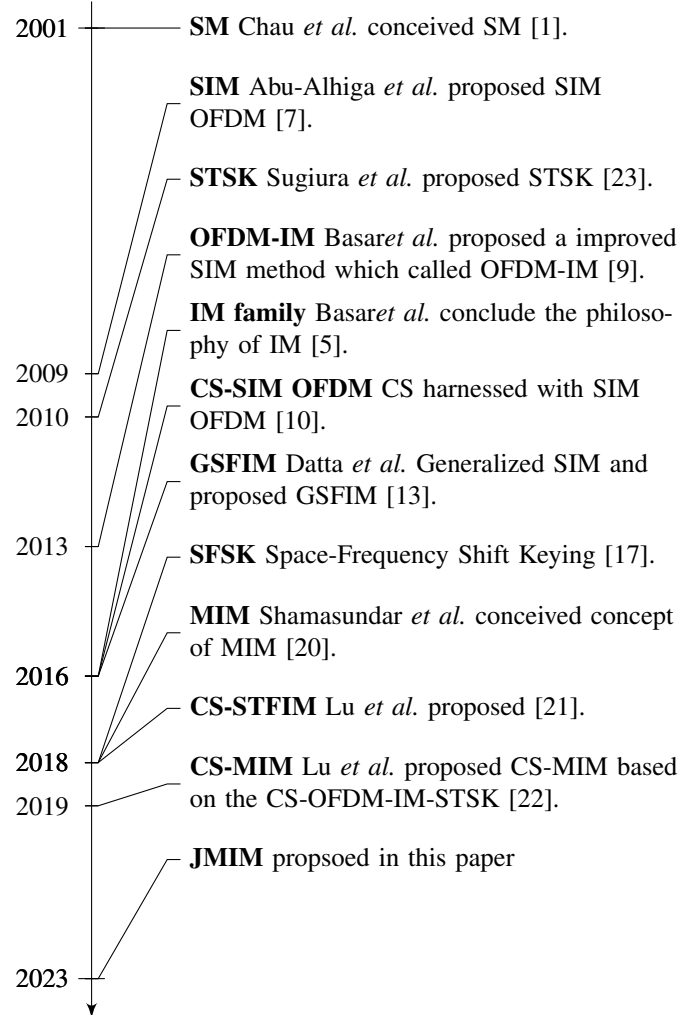 2001
SM Chau et al. conceived SM [1].
SIM Abu-Alhiga et al. proposed SIM
OFDM [7].
STSK Sugiura et al. proposed STSK [23].
OFDM-IM Basaret al. proposed a improved
SIM method which called OFDM-IM [9].
IM family Basaret al. conclude the philoso-
phy of IM [5].
2009
CS-SIM OFDM CS harnessed with SIM
OFDM [10].
2010
GSFIM Datta et al. Generalized SIM and
proposed GSFIM [13].
2013
SFSK Space-Frequency Shift Keying [17].
MIM Shamasundar et al. conceived concept
of MIM [20].
2016
CS-STFIM Lu et al. proposed [21].
2018
CS-MIM Lu et al. proposed CS-MIM based
on the CS-OFDM-IM-STSK [22].
2019
JMIM propsoed in this paper
2023